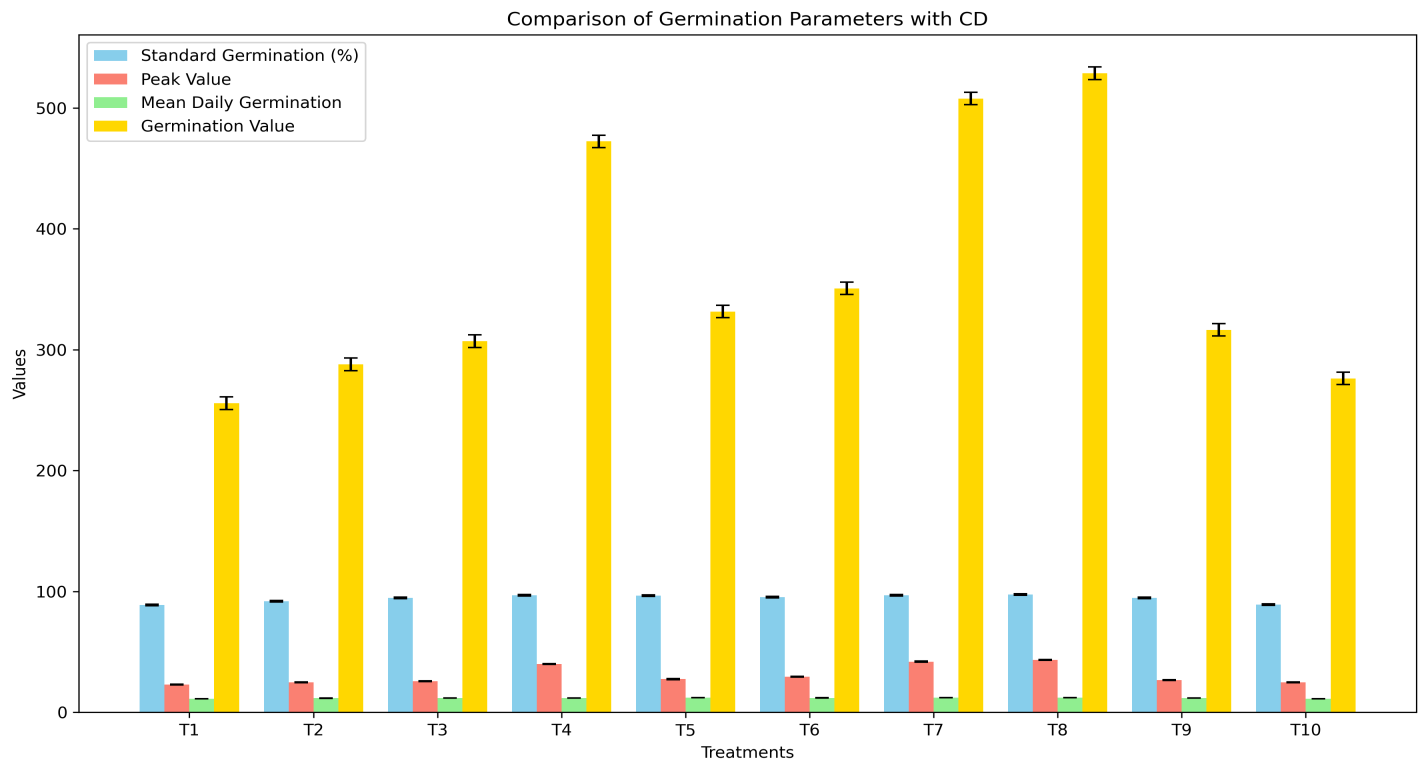 Comparison of Germination Parameters with CD
Standard Germination (%)
Peak Value
Mean Daily Germination
Germination Value
Values
500
400
300
200
100
0
T1 T2 T3 T4 T5 T6 T7 T8 T9 T10
Treatments